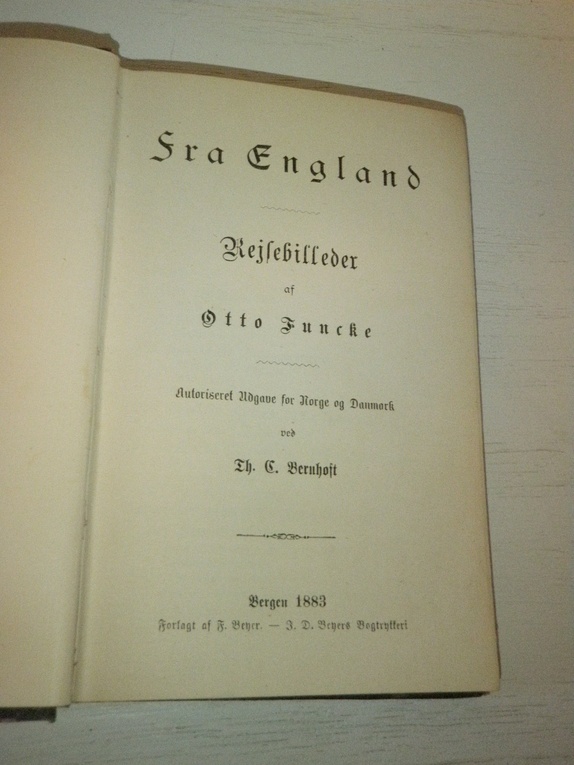 Fra England
Rejsebilleder
af
Otto Funcke
Autoriseret Udgave for Norge og Danmark
ved
Th. C. Bernhoft
Bergen 1883
Forlagt af F. Beyer. — J. D. Beyers Bogtrykkeri